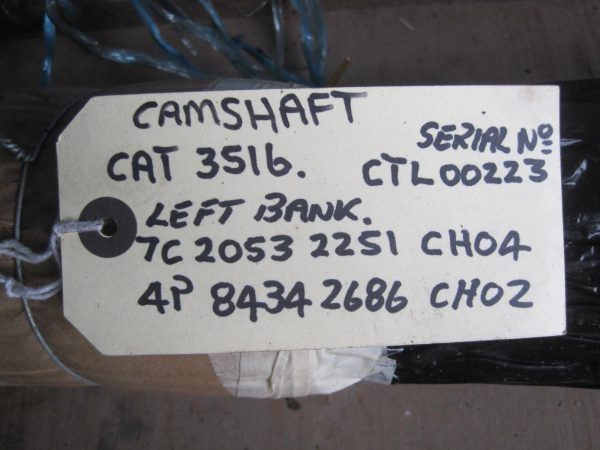 CAMSHAFT
CAT 3516.
SERIAL Nº
CTL00223
LEFT BANK.
7C 2053 2251 CH04
4P 8434 2686 CH02